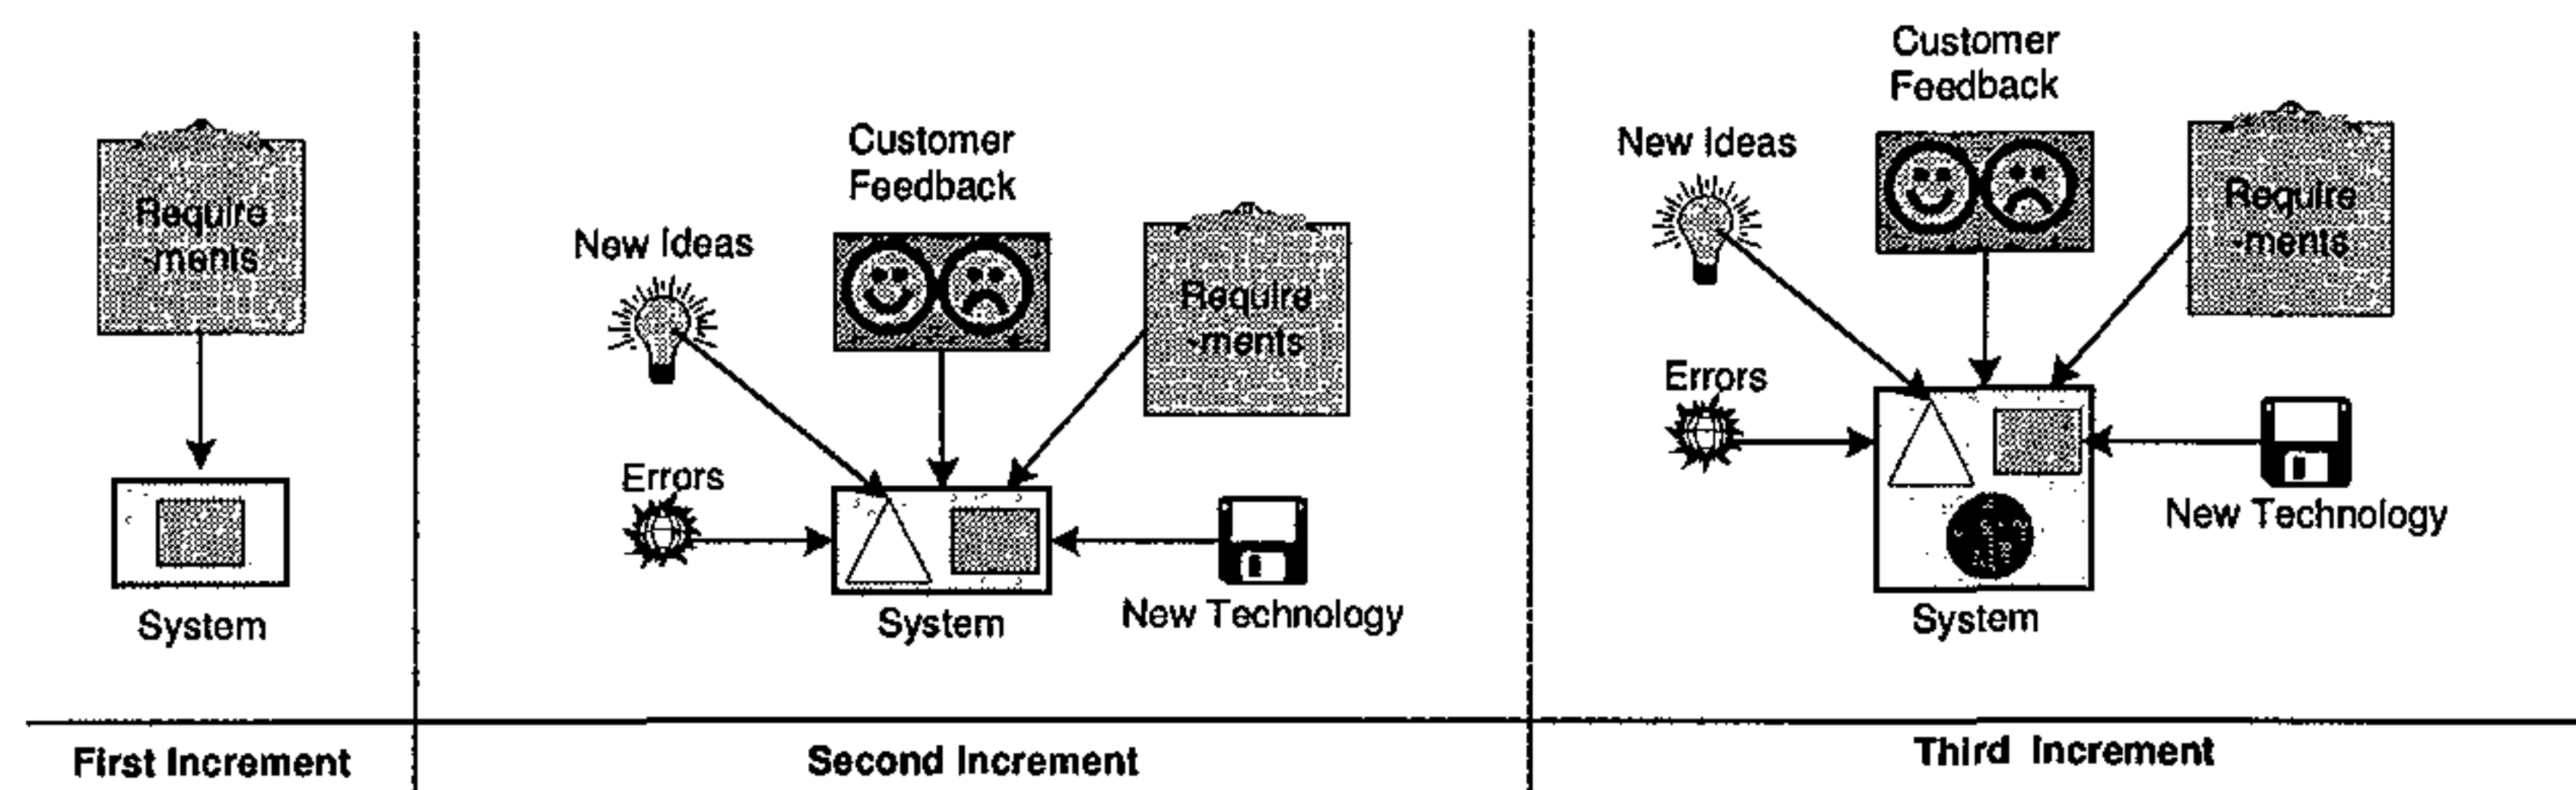 Require
-ments
System
First Increment
Customer
Feedback
New Ideas
Require
-ments
Errors
System
New Technology
Second Increment
Customer
Feedback
New Ideas
Require
-ments
Errors
New Technology
System
Third Increment